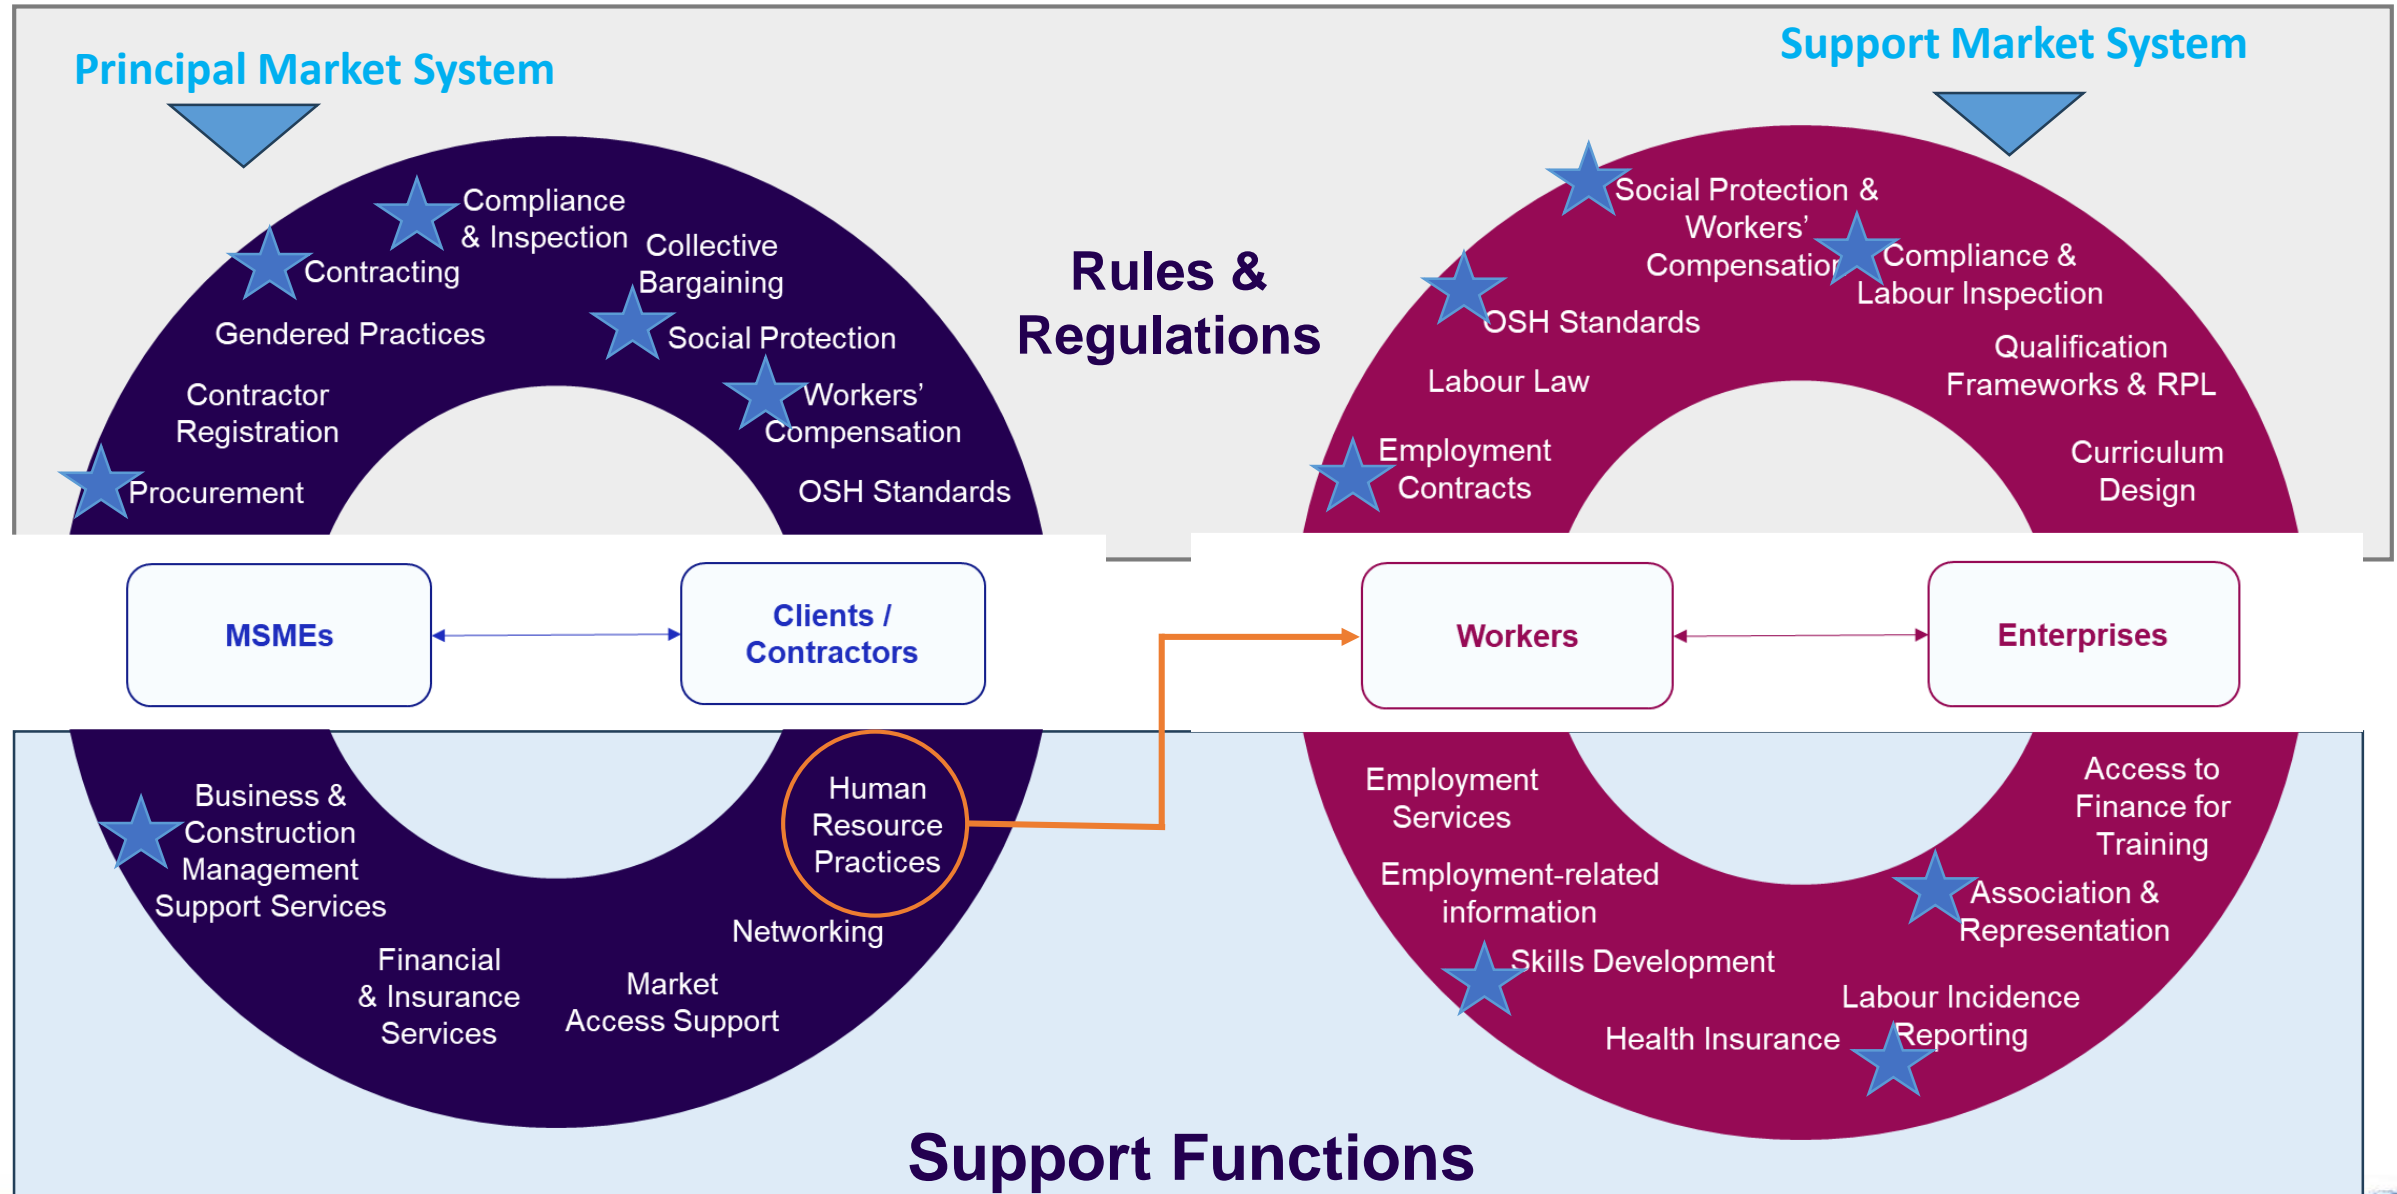 Principal Market System
Support Market System
Compliance
& Inspection
Contracting
Collective
Bargaining
Gendered Practices
Social Protection
Contractor
Registration
Workers’
Compensation
Procurement
OSH Standards
Rules &
Regulations
Social Protection &
Workers’
Compensation
Compliance &
Labour Inspection
OSH Standards
Qualification
Frameworks & RPL
Labour Law
Employment
Contracts
Curriculum
Design
MSMEs
Clients /
Contractors
Workers
Enterprises
Business &
Construction
Management
Support Services
Human
Resource
Practices
Networking
Financial
& Insurance
Services
Market
Access Support
Employment
Services
Access to
Finance for
Training
Employment-related
information
Association &
Representation
Skills Development
Labour Incidence
Reporting
Health Insurance
Support Functions